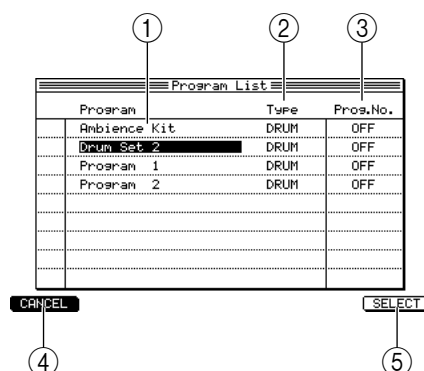 ① ② ③
Program List
Program Type Prog.No.
Ambience Kit DRUM OFF
Drum Set 2 DRUM OFF
Program 1 DRUM OFF
Program 2 DRUM OFF
CANCEL SELECT
④ ⑤